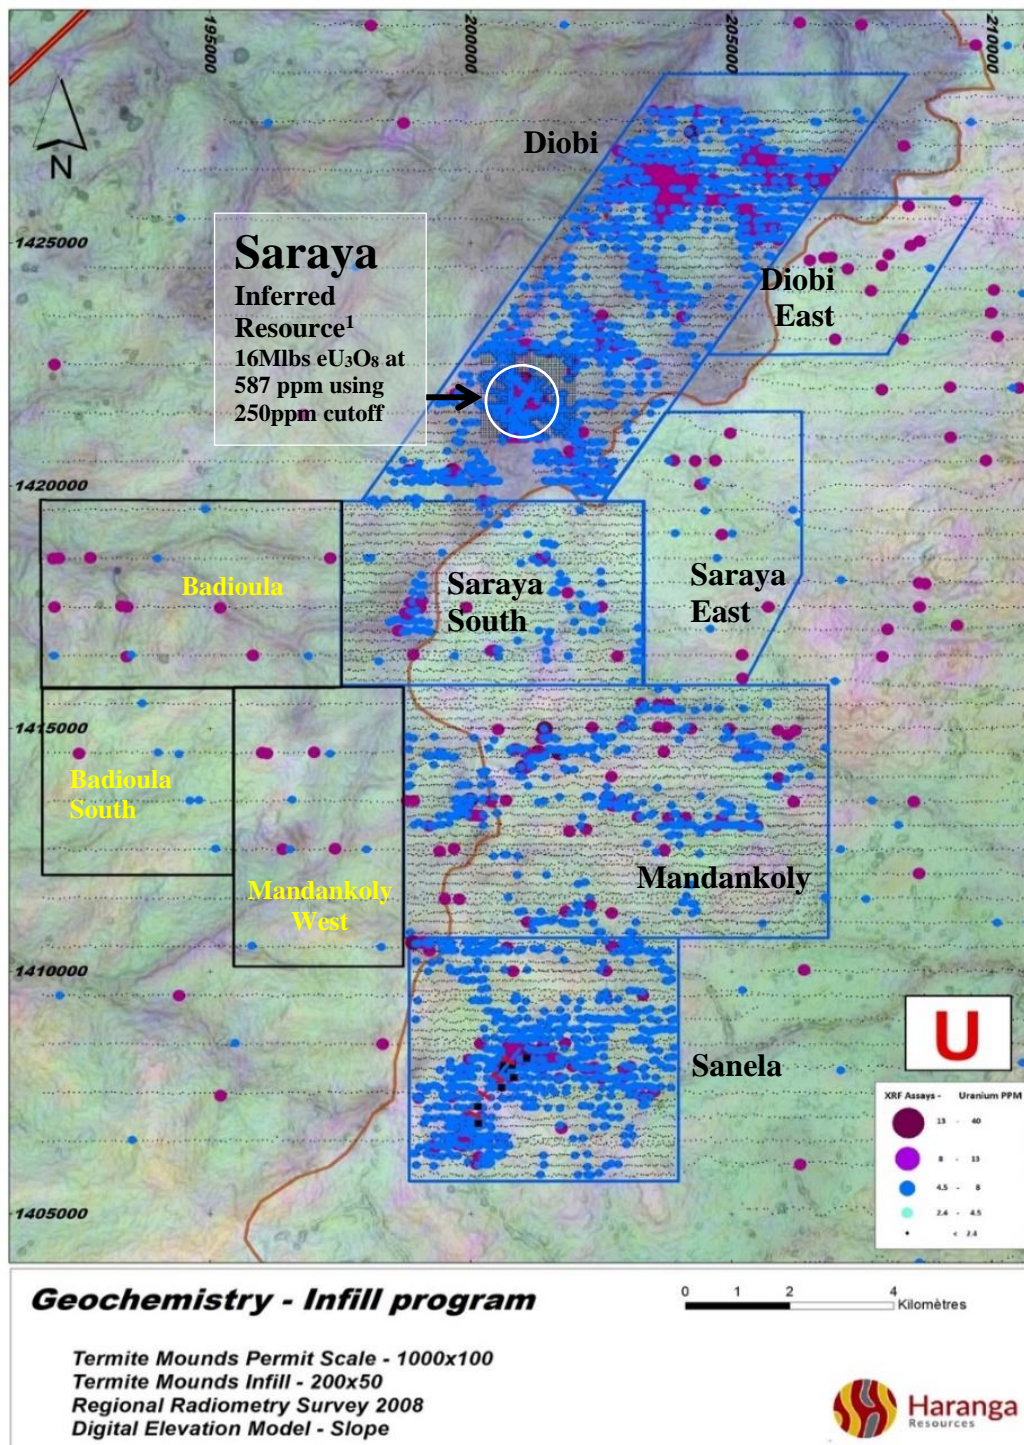 195000
200000
205000
210000
N
Diobi
1425000
Saraya
Inferred
Resource¹
16Mlbs eU₃O₈ at
587 ppm using
250ppm cutoff
Diobi
East
1420000
Badioula
Saraya
South
Saraya
East
1415000
Badioula
South
Mandankoly
West
Mandankoly
1410000
Sanela
U
XRF Assays - Uranium PPM
13 - 40
8 - 13
4.5 - 8
2.4 - 4.5
< 2.4
1405000
Geochemistry - Infill program
0 1 2 4
Kilomètres
Termite Mounds Permit Scale - 1000x100
Termite Mounds Infill - 200x50
Regional Radiometry Survey 2008
Digital Elevation Model - Slope
Haranga
Resources